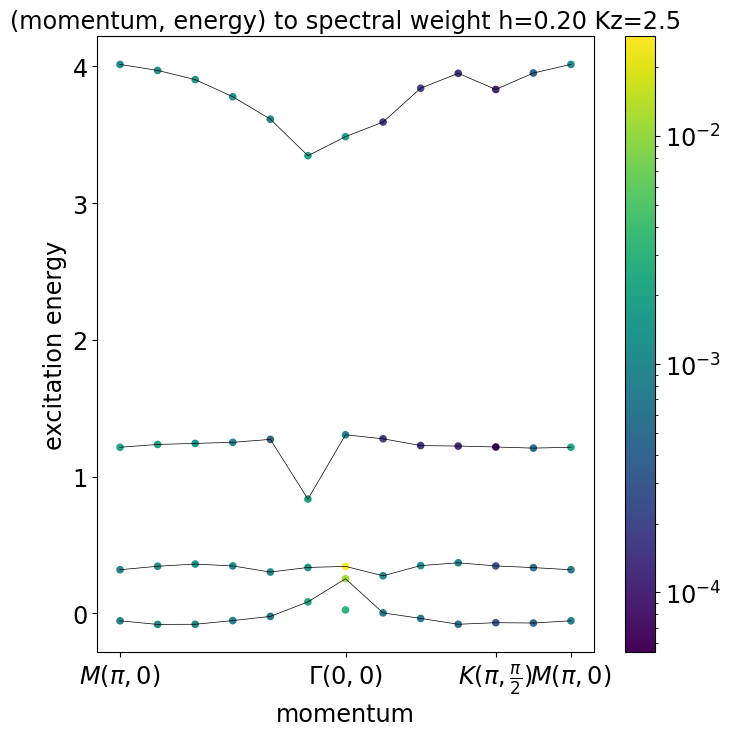 (momentum, energy) to spectral weight h=0.20 Kz=2.5
excitation energy
4
3
2
1
0
M(π, 0)
Γ(0, 0)
K(π, π/2)
M(π, 0)
momentum
10⁻²
10⁻³
10⁻⁴